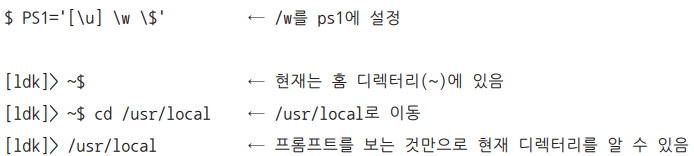 $ PS1='[\u] \w \$' ← /w를 ps1에 설정
[ldk]> ~$ ← 현재는 홈 디렉터리(~)에 있음
[ldk]> ~$ cd /usr/local ← /usr/local로 이동
[ldk]> /usr/local ← 프롬프트를 보는 것만으로 현재 디렉터리를 알 수 있음